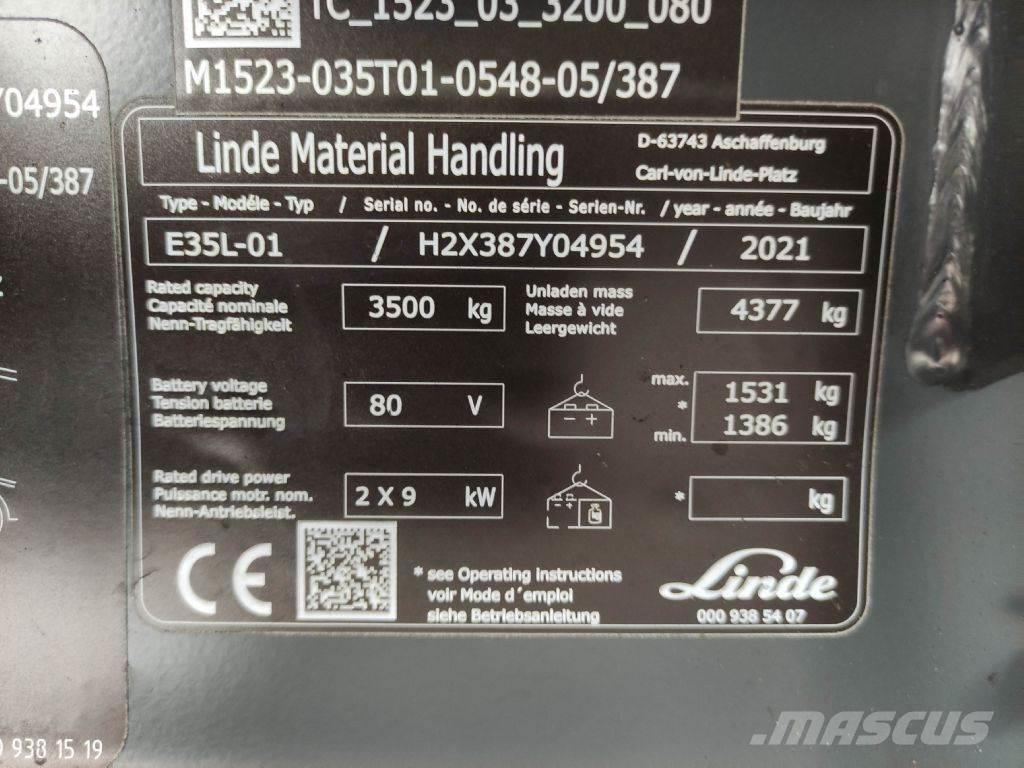 TC_1523_03_3200_080
M1523-035T01-0548-05/387
Y04954
-05/387
Linde Material Handling
D-63743 Aschaffenburg
Carl-von-Linde-Platz
Type - Modèle - Typ / Serial no. - No. de série - Serien-Nr. / year - année - Baujahr
E35L-01 / H2X387Y04954 / 2021
Rated capacity
Capacité nominale
Nenn-Tragfähigkeit
3500 kg
Unladen mass
Masse à vide
Leergewicht
4377 kg
Battery voltage
Tension batterie
Batteriespannung
80 V
- +
max. 1531 kg
*
min. 1386 kg
Rated drive power
Puissance motr. nom.
Nenn-Antriebsleist.
2 X 9 kW
- +
* kg
CE
* see Operating instructions
voir Mode d'emploi
siehe Betriebsanleitung
Linde
000 938 54 07
938 15 19
MASCUS